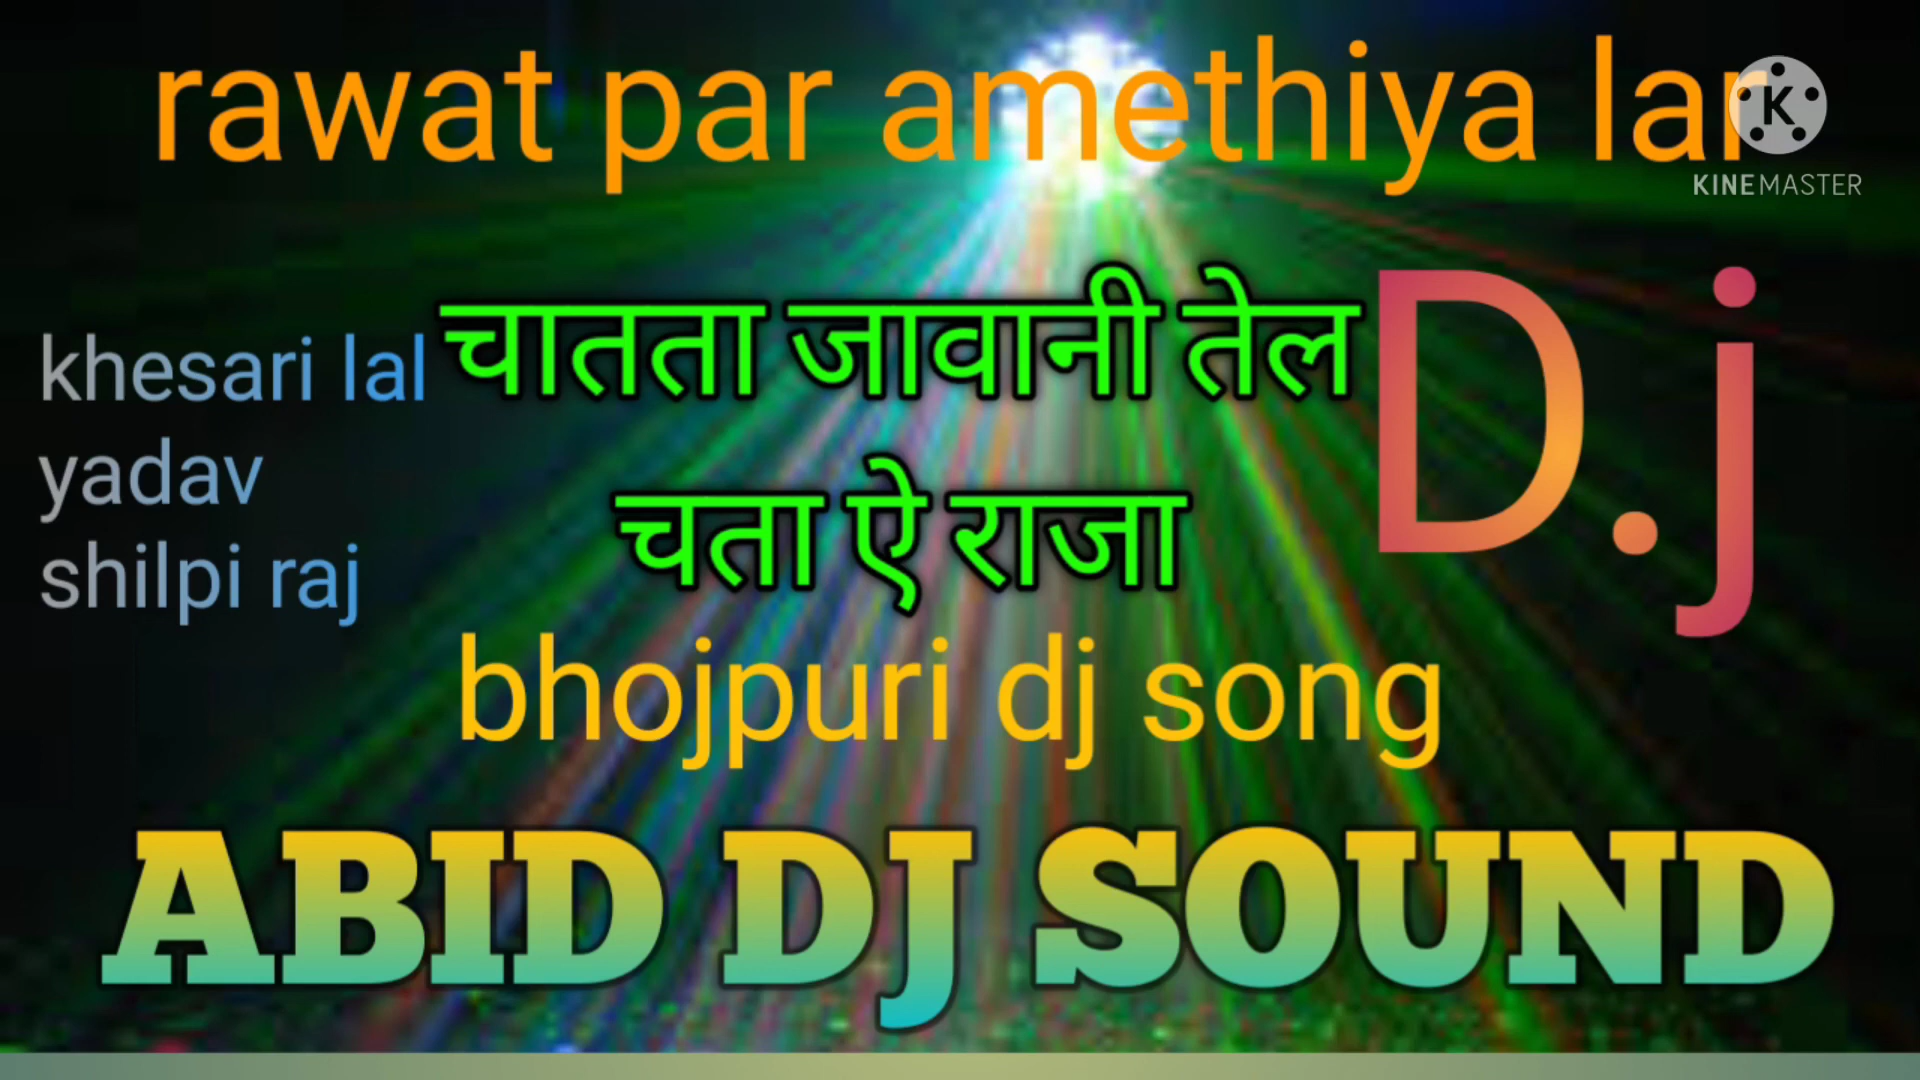 rawat par amethiya lar
KINEMASTER
चातता जावानी तेल
चता ऐ राजा
khesari lal
yadav
shilpi raj
D.j
bhojpuri dj song
ABID DJ SOUND